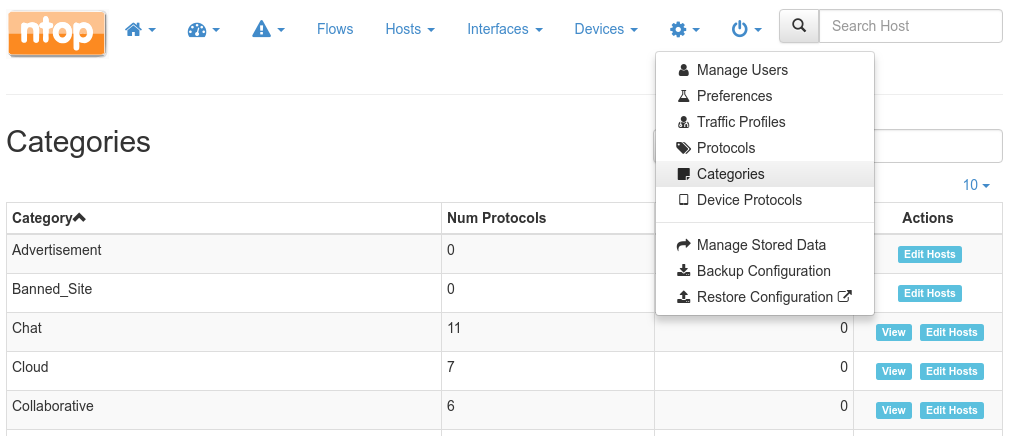 ntop Flows Hosts Interfaces Devices Search Host
Manage Users
Preferences
Traffic Profiles
Protocols
Categories
Device Protocols
Manage Stored Data
Backup Configuration
Restore Configuration
Categories
10
Category Num Protocols Actions
Advertisement 0 Edit Hosts
Banned_Site 0 Edit Hosts
Chat 11 0 View Edit Hosts
Cloud 7 0 View Edit Hosts
Collaborative 6 0 View Edit Hosts